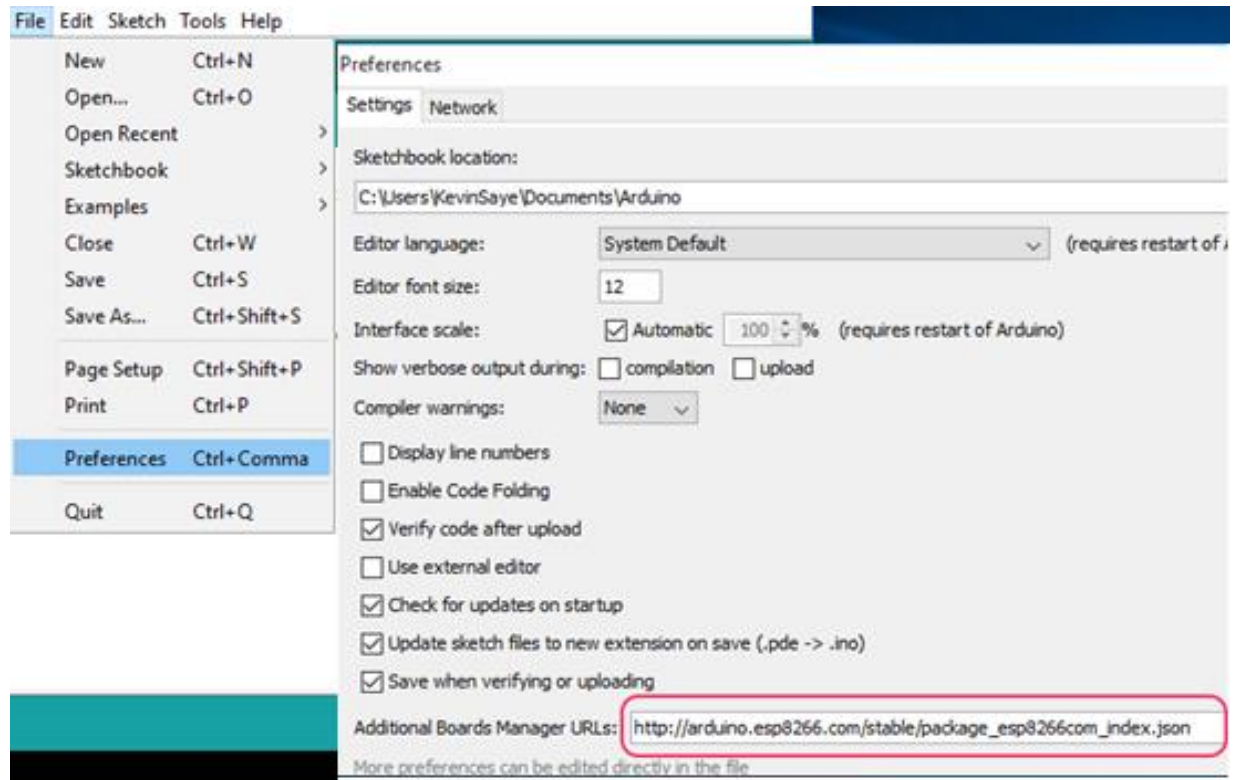 File Edit Sketch Tools Help
New Ctrl+N
Open... Ctrl+O
Open Recent
Sketchbook
Examples
Close Ctrl+W
Save Ctrl+S
Save As... Ctrl+Shift+S
Page Setup Ctrl+Shift+P
Print Ctrl+P
Preferences Ctrl+Comma
Quit Ctrl+Q
Preferences
Settings Network
Sketchbook location:
C:\Users\KevinSaye\Documents\Arduino
Editor language: System Default (requires restart of
Editor font size: 12
Interface scale: Automatic 100 % (requires restart of Arduino)
Show verbose output during: compilation upload
Compiler warnings: None
Display line numbers
Enable Code Folding
Verify code after upload
Use external editor
Check for updates on startup
Update sketch files to new extension on save (.pde -> .ino)
Save when verifying or uploading
Additional Boards Manager URLs: http://arduino.esp8266.com/stable/package_esp8266com_index.json
More preferences can be edited directly in the file